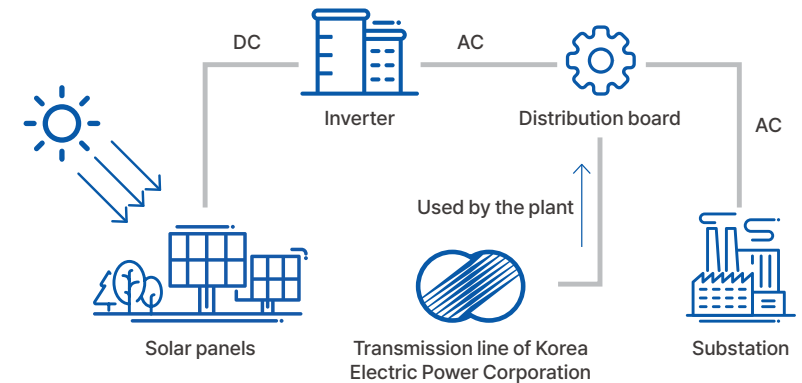 DC
AC
Inverter
Distribution board
AC
Used by the plant
Solar panels
Transmission line of Korea
Electric Power Corporation
Substation